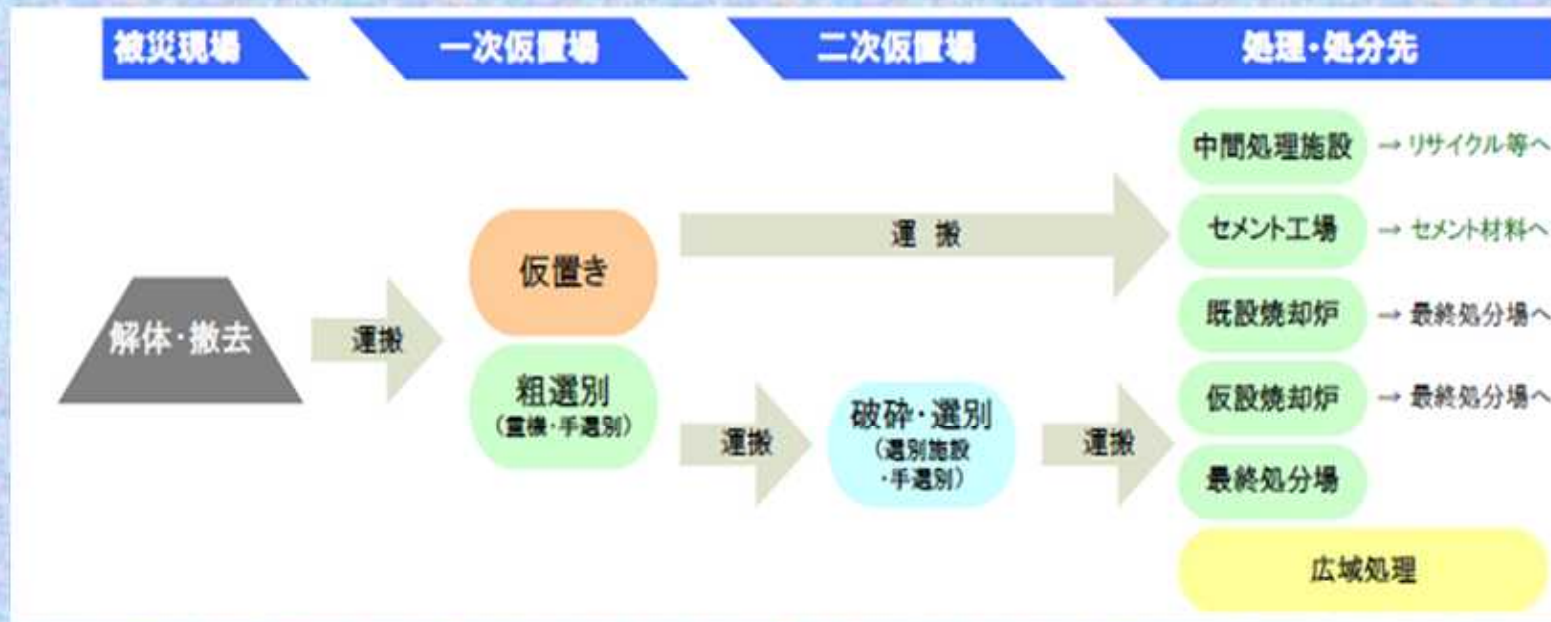 被災現場
一次仮置場
二次仮置場
処理・処分先
解体・撤去
運搬
仮置き
粗選別
(重機・手選別)
運 搬
運搬
破砕・選別
(選別施設
・手選別)
運搬
中間処理施設 → リサイクル等へ
セメント工場 → セメント材料へ
既設焼却炉 → 最終処分場へ
仮設焼却炉 → 最終処分場へ
最終処分場
広域処理